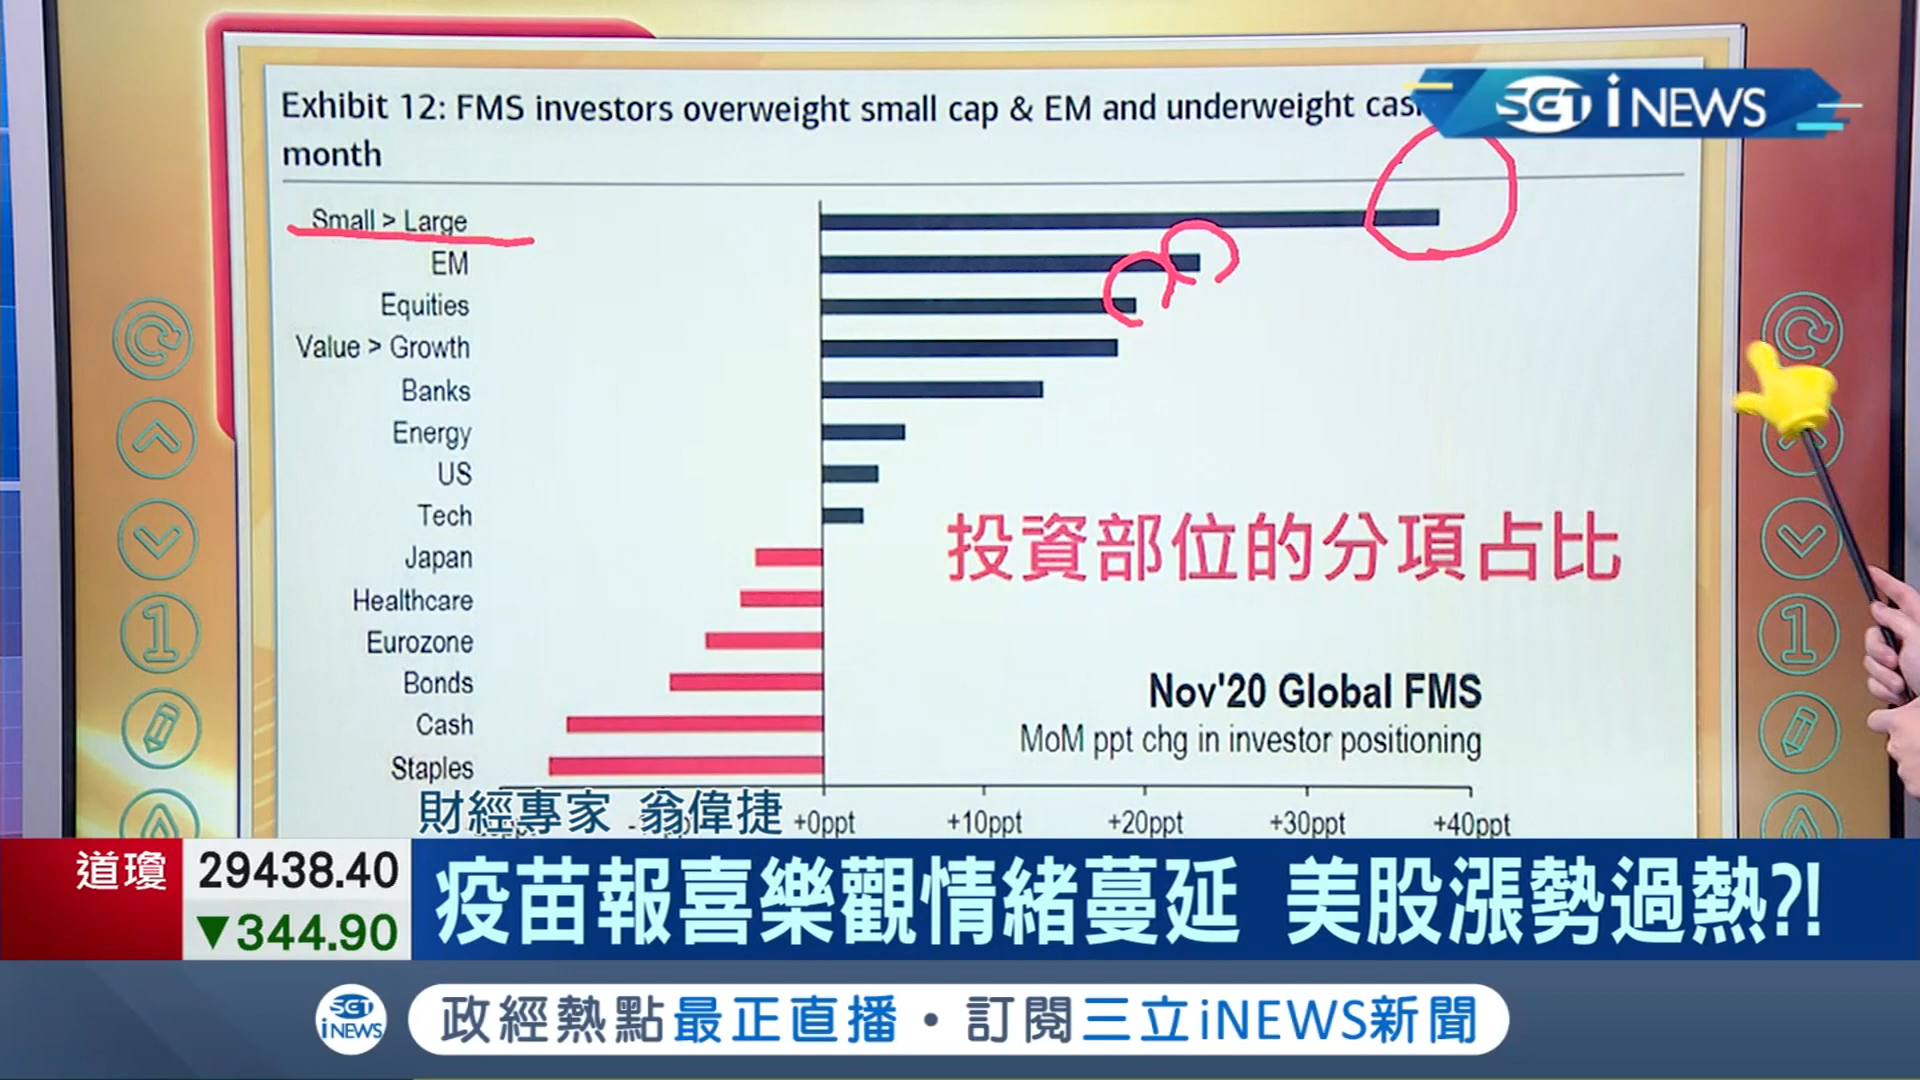 Exhibit 12: FMS investors overweight small cap & EM and underweight
month
SET iNEWS
Small > Large
EM
Equities
Value > Growth
Banks
Energy
US
Tech
Japan
Healthcare
Eurozone
Bonds
Cash
Staples
投資部位的分項占比
Nov'20 Global FMS
MoM ppt chg in investor positioning
+0ppt +10ppt +20ppt +30ppt +40ppt
財經專家 翁偉捷
道瓊 29438.40
▼344.90
疫苗報喜樂觀情緒蔓延 美股漲勢過熱?!
SET iNEWS
政經熱點最正直播・訂閱三立iNEWS新聞
1
1